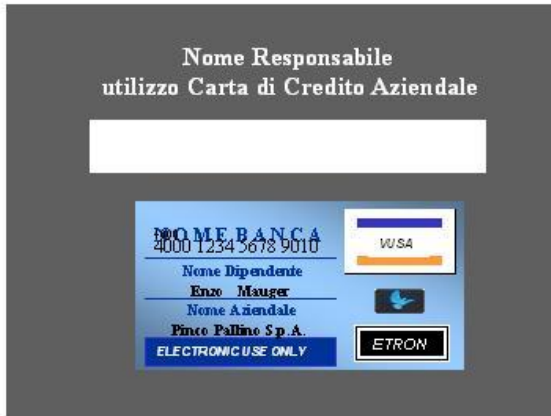 Nome Responsabile
utilizzo Carta di Credito Aziendale
NOME BANCA
4000 1234 5678 9010
Nome Dipendente
Enzo Mauger
Nome Aziendale
Pinco Pallino S.p.A.
ELECTRONIC USE ONLY
VUSA
ETRON